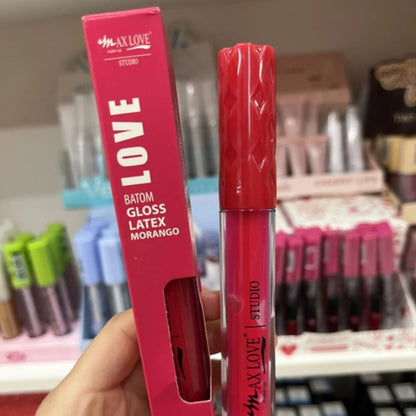 MAX LOVE
make-up
STUDIO
LOVE
BATOM
GLOSS
LATEX
MORANGO
MAX LOVE | STUDIO